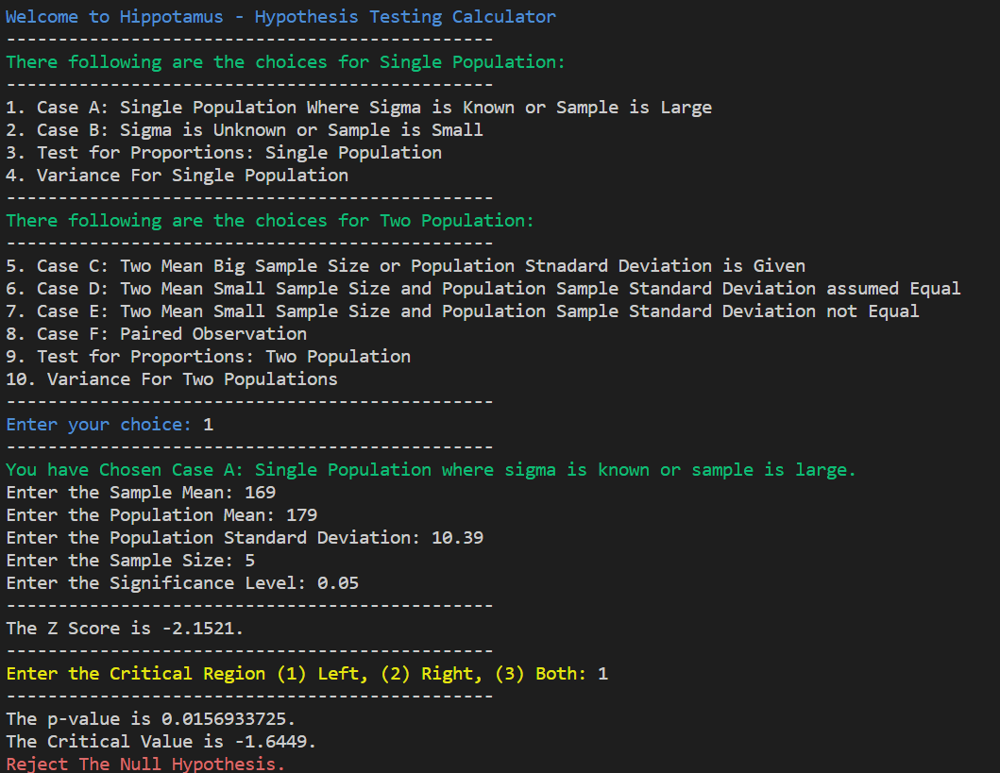 Welcome to Hippotamus - Hypothesis Testing Calculator
-----------------------------------------------
There following are the choices for Single Population:
-----------------------------------------------
1. Case A: Single Population Where Sigma is Known or Sample is Large
2. Case B: Sigma is Unknown or Sample is Small
3. Test for Proportions: Single Population
4. Variance For Single Population
-----------------------------------------------
There following are the choices for Two Population:
-----------------------------------------------
5. Case C: Two Mean Big Sample Size or Population Stnadard Deviation is Given
6. Case D: Two Mean Small Sample Size and Population Sample Standard Deviation assumed Equal
7. Case E: Two Mean Small Sample Size and Population Sample Standard Deviation not Equal
8. Case F: Paired Observation
9. Test for Proportions: Two Population
10. Variance For Two Populations
-----------------------------------------------
Enter your choice: 1
-----------------------------------------------
You have Chosen Case A: Single Population where sigma is known or sample is large.
Enter the Sample Mean: 169
Enter the Population Mean: 179
Enter the Population Standard Deviation: 10.39
Enter the Sample Size: 5
Enter the Significance Level: 0.05
-----------------------------------------------
The Z Score is -2.1521.
-----------------------------------------------
Enter the Critical Region (1) Left, (2) Right, (3) Both: 1
-----------------------------------------------
The p-value is 0.0156933725.
The Critical Value is -1.6449.
Reject The Null Hypothesis.